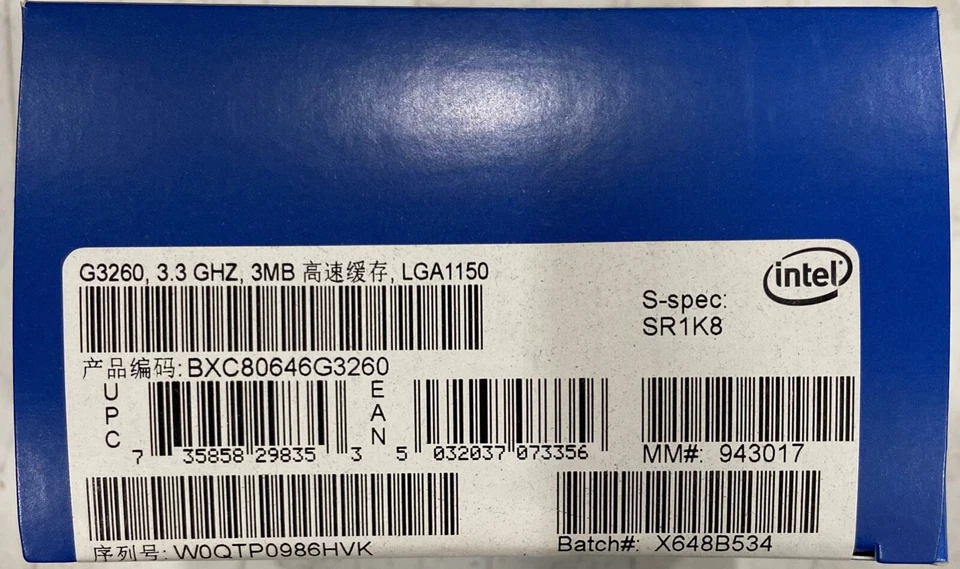 G3260, 3.3 GHZ, 3MB 高速缓存, LGA1150
intel
S-spec:
SR1K8
产品编码: BXC80646G3260
UPC
7 35858 29835 3
EAN
5 032037 073356
MM#: 943017
序列号: W0QTP0986HVK
Batch#: X648B534